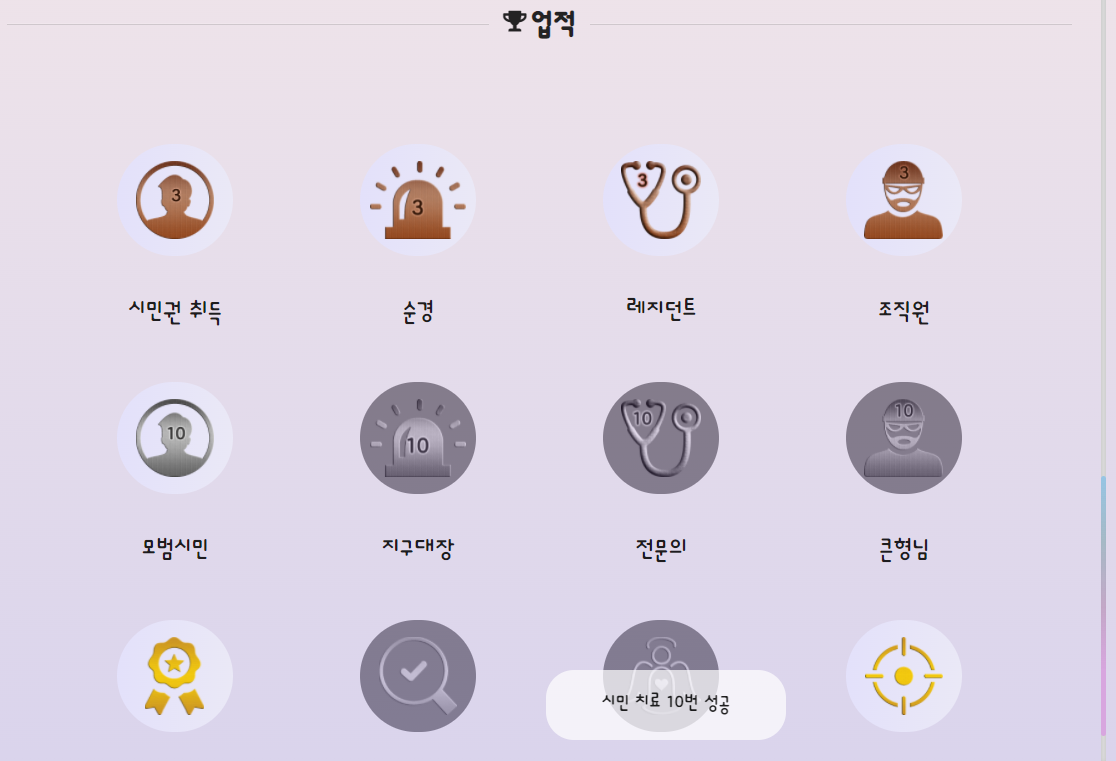 업적
3
3
3
3
시민권 취득
순경
레지던트
조직원
10
10
10
10
모범시민
지구대장
전문의
큰형님
시민 치료 10번 성공